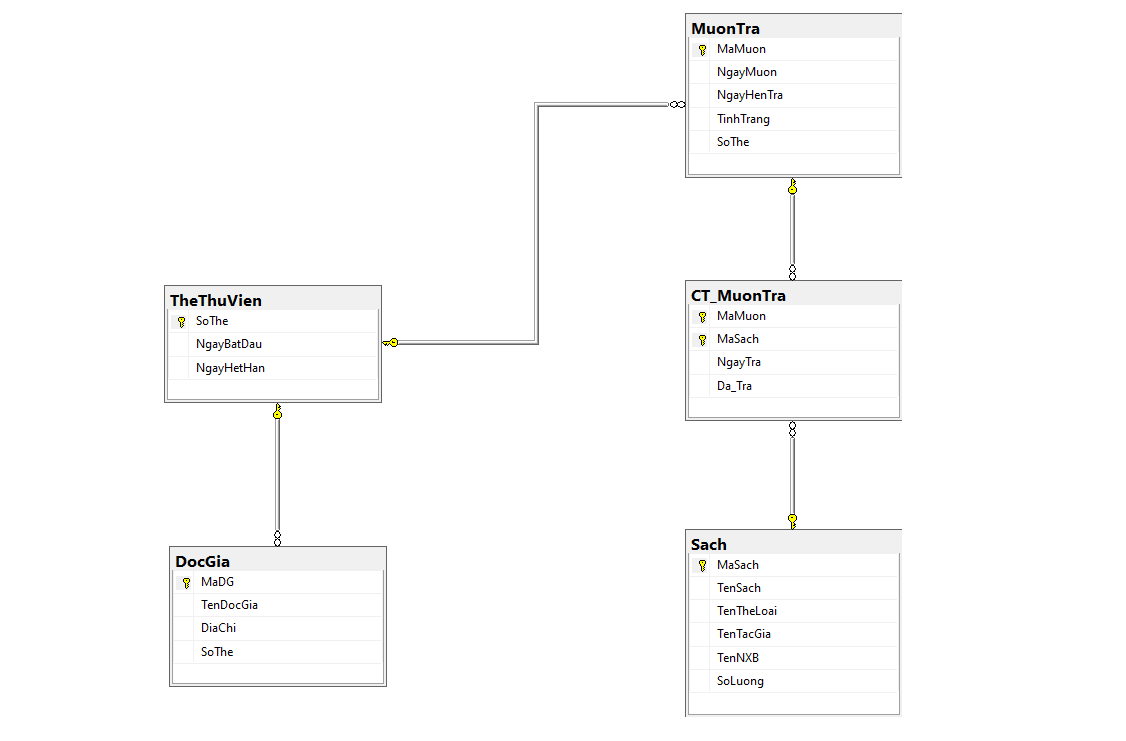 MuonTra
MaMuon
NgayMuon
NgayHenTra
TinhTrang
SoThe
TheThuVien
SoThe
NgayBatDau
NgayHetHan
CT_MuonTra
MaMuon
MaSach
NgayTra
Da_Tra
DocGia
MaDG
TenDocGia
DiaChi
SoThe
Sach
MaSach
TenSach
TenTheLoai
TenTacGia
TenNXB
SoLuong